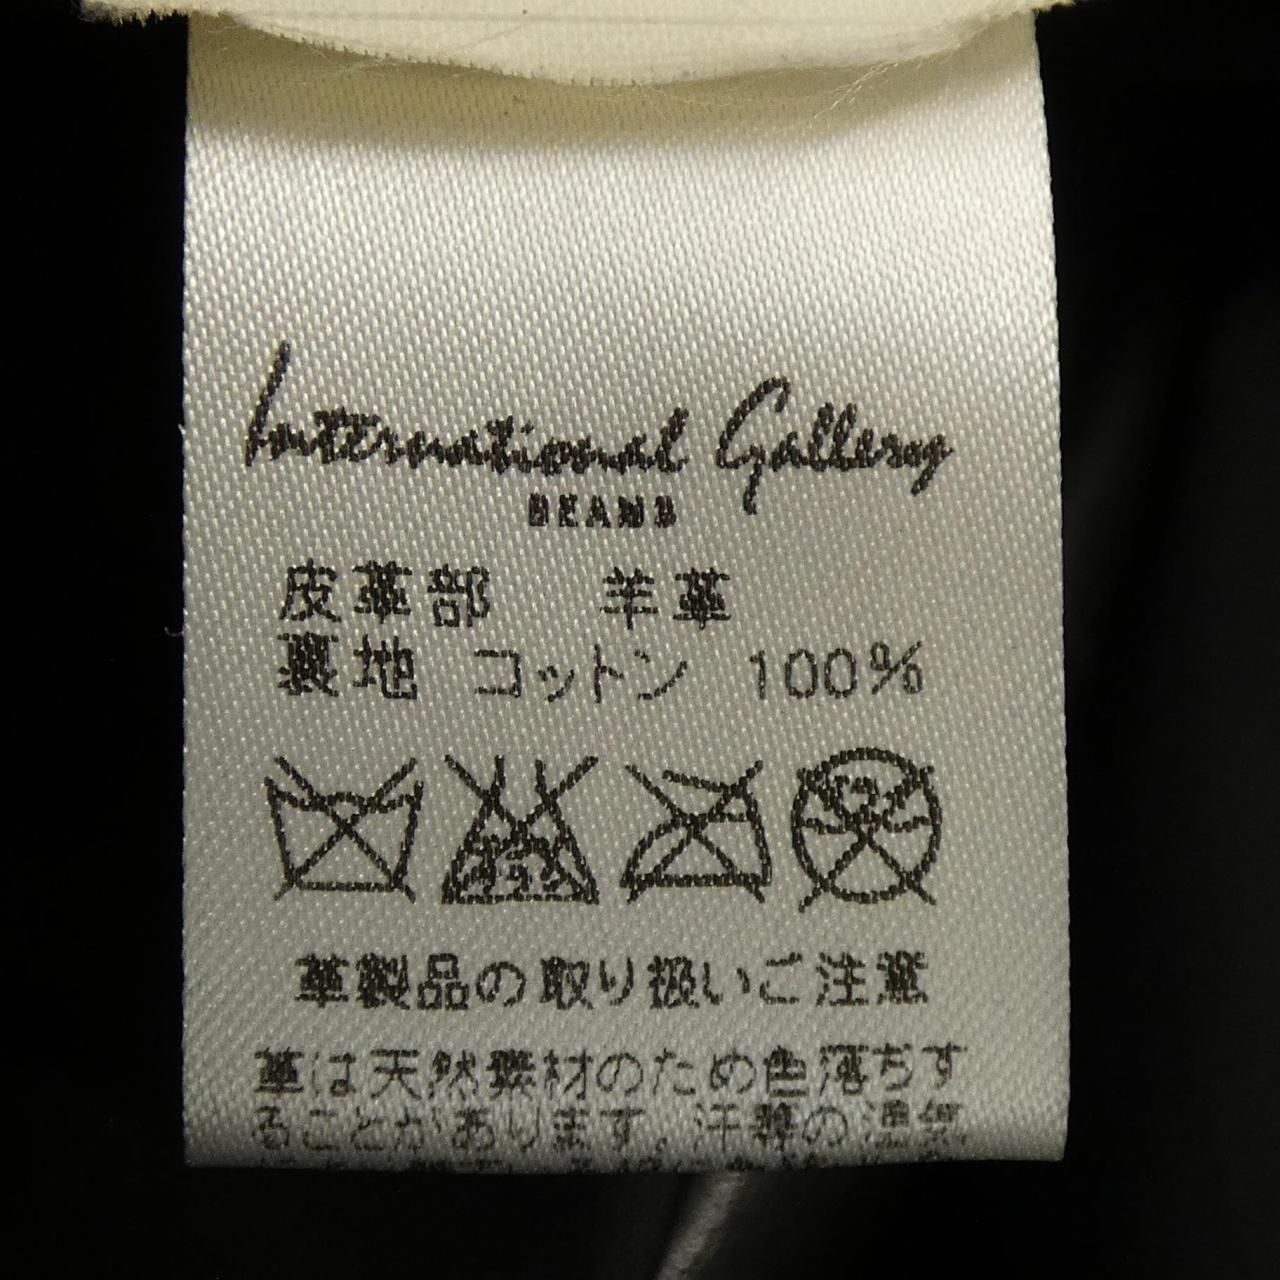 International Gallery
BEAMS
皮革部 羊革
裏地 コットン 100%
革製品の取り扱いご注意
革は天然素材のため色落ちす
ることがあります。汗等の湿気